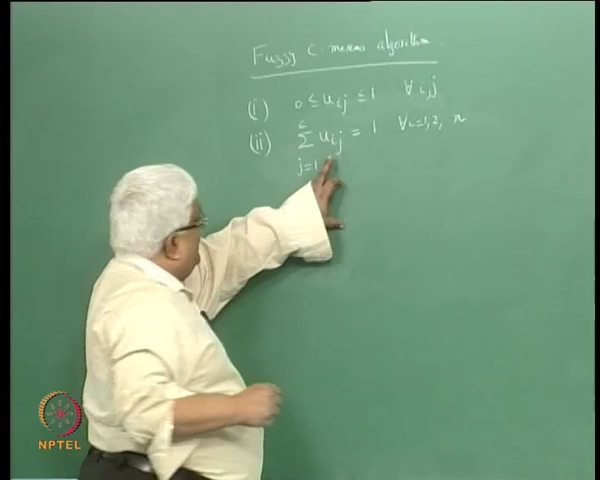 Fuzzy c-means algorithm
(i) 0 ≤ uij ≤ 1 ∀ i,j
(ii) c∑j=1 uij = 1 ∀i=1,2, n
NPTEL